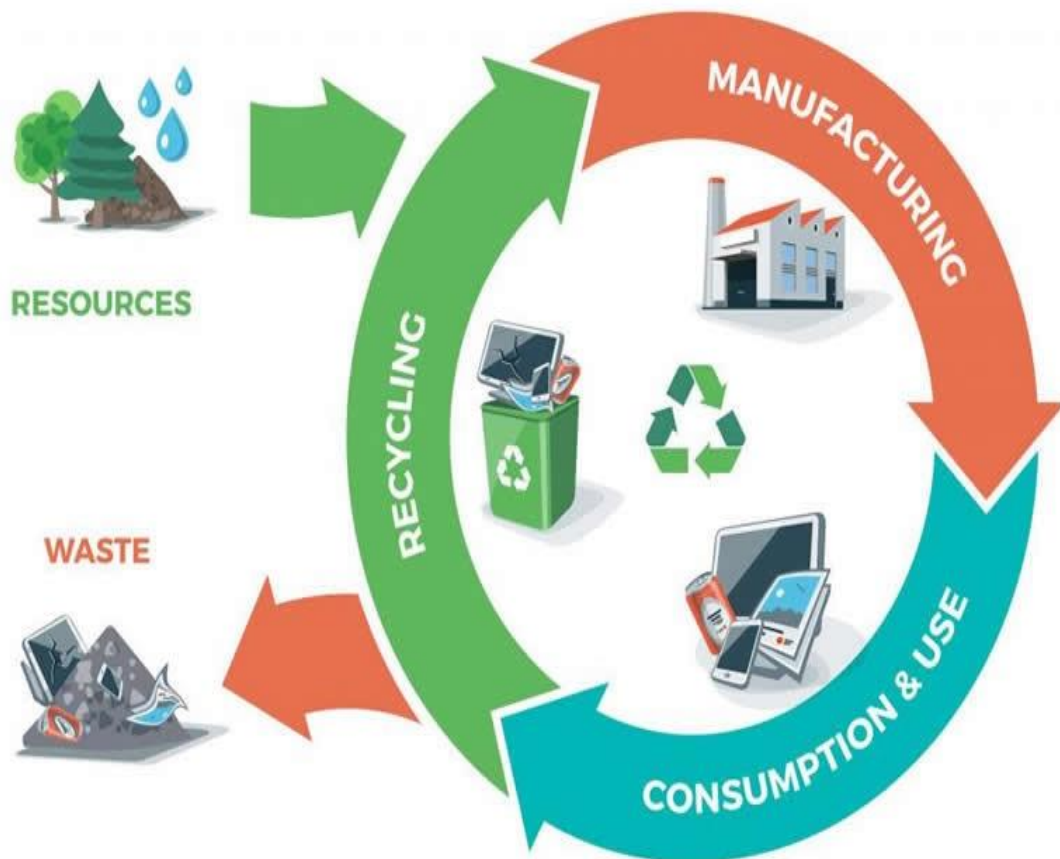 RESOURCES
WASTE
RECYCLING
MANUFACTURING
CONSUMPTION & USE